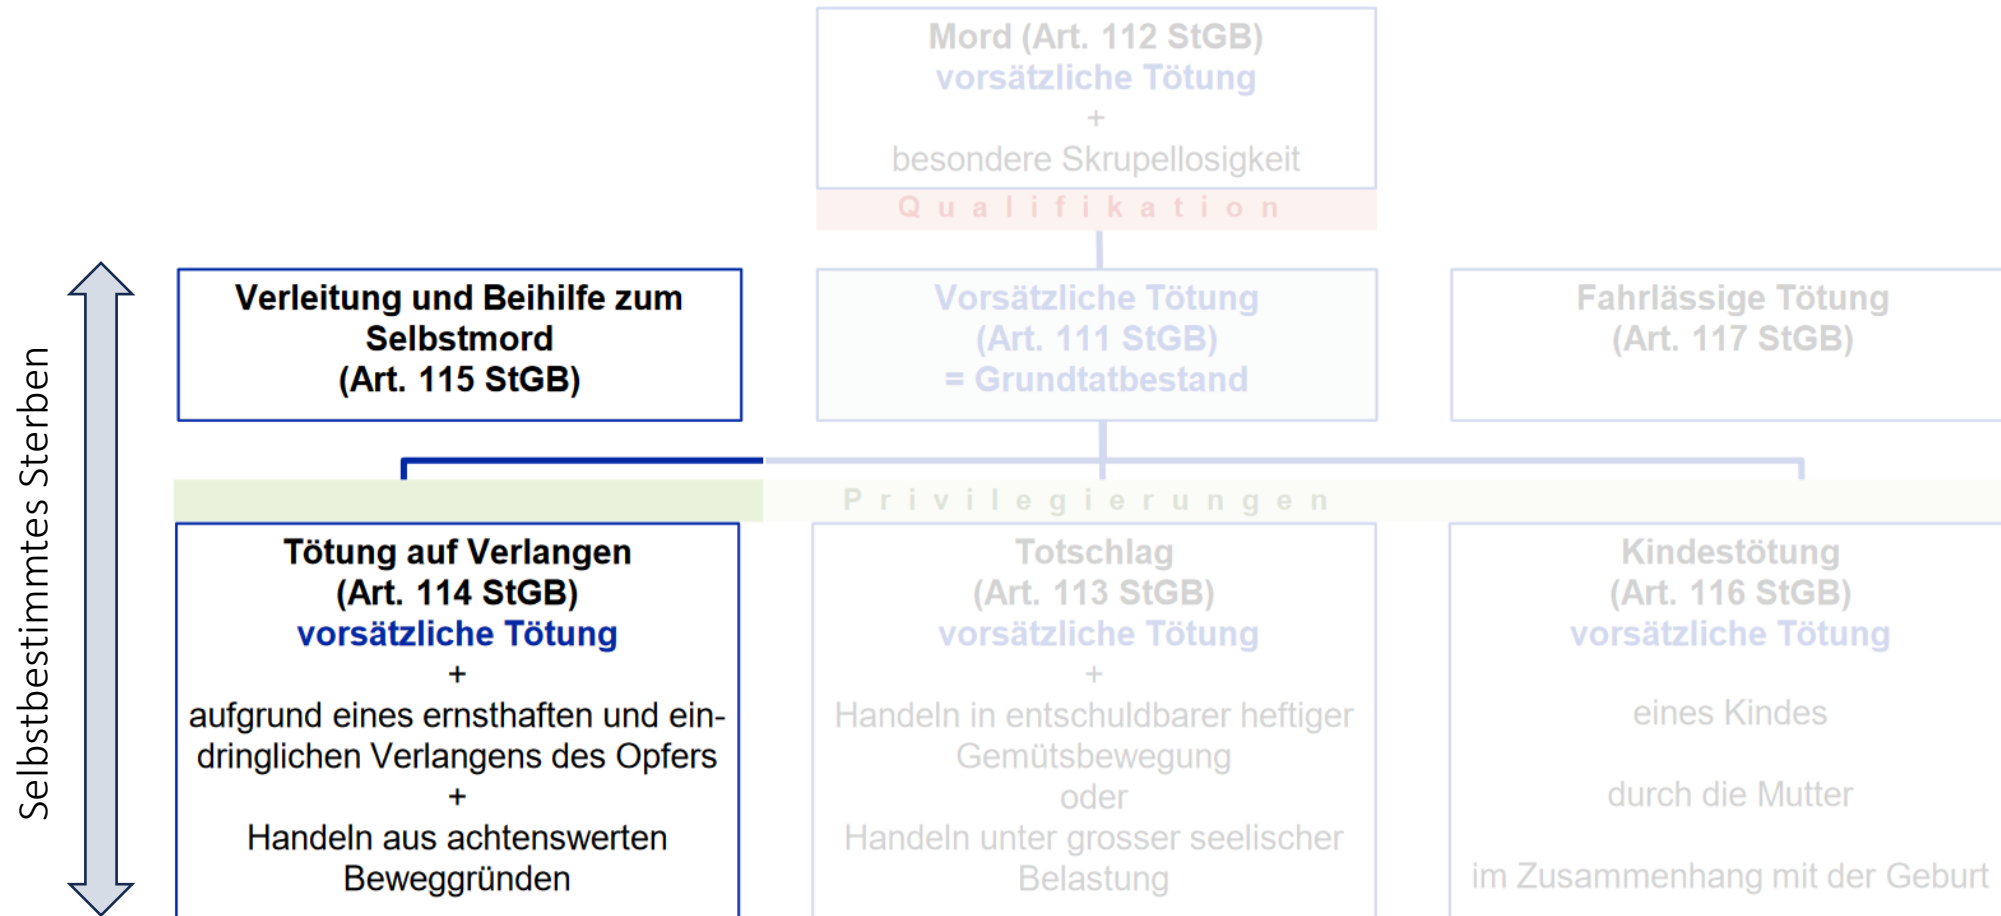 Mord (Art. 112 StGB)
vorsätzliche Tötung
+
besondere Skrupellosigkeit
Qualifikation
Selbstbestimmtes Sterben
Verleitung und Beihilfe zum
Selbstmord
(Art. 115 StGB)
Vorsätzliche Tötung
(Art. 111 StGB)
= Grundtatbestand
Fahrlässige Tötung
(Art. 117 StGB)
Privilegierungen
Tötung auf Verlangen
(Art. 114 StGB)
vorsätzliche Tötung
+
aufgrund eines ernsthaften und ein-
dringlichen Verlangens des Opfers
+
Handeln aus achtenswerten
Beweggründen
Totschlag
(Art. 113 StGB)
vorsätzliche Tötung
+
Handeln in entschuldbarer heftiger
Gemütsbewegung
oder
Handeln unter grosser seelischer
Belastung
Kindestötung
(Art. 116 StGB)
vorsätzliche Tötung
eines Kindes
durch die Mutter
im Zusammenhang mit der Geburt